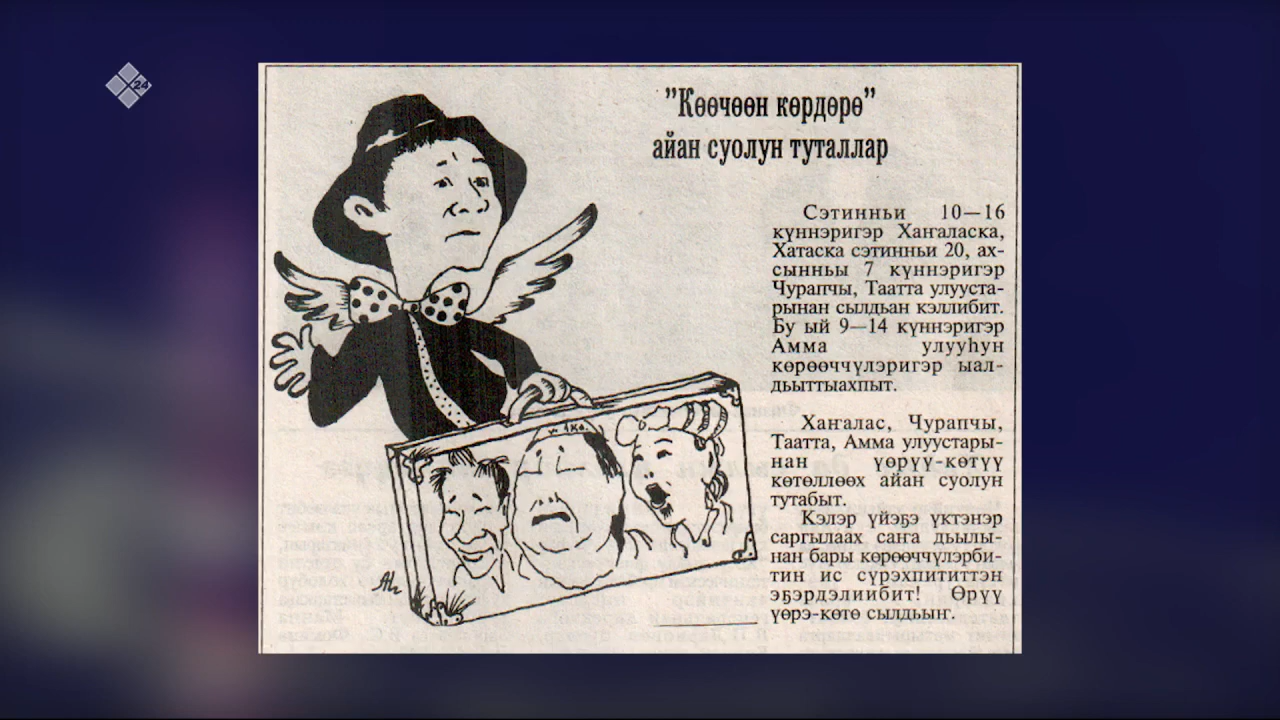 24
"Көөчөөн көрдөрө"
айан суолун туталлар
Сэтинньи 10—16
күннэригэр Хаҥаласка,
Хатаска сэтинньи 20, ах-
сынньы 7 күннэригэр
Чурапчы, Таатта улууста-
рынан сылдьан кэллибит.
Бу ый 9—14 күннэригэр
Амма улууһун
көрөөччүлэригэр ыал-
дьыттыахпыт.
Хаҥалас, Чурапчы,
Таатта, Амма улуустары-
нан үөрүү-көтүү
көтөллөөх айан суолун
тутабыт.
Кэлэр үйэҕэ үктэнэр
саргылаах саҥа дьылы-
нан бары көрөөччүлэрби-
тин ис сүрэхпититтэн
эҕэрдэлиибит! Өрүү
үөрэ-көтө сылдьыҥ.